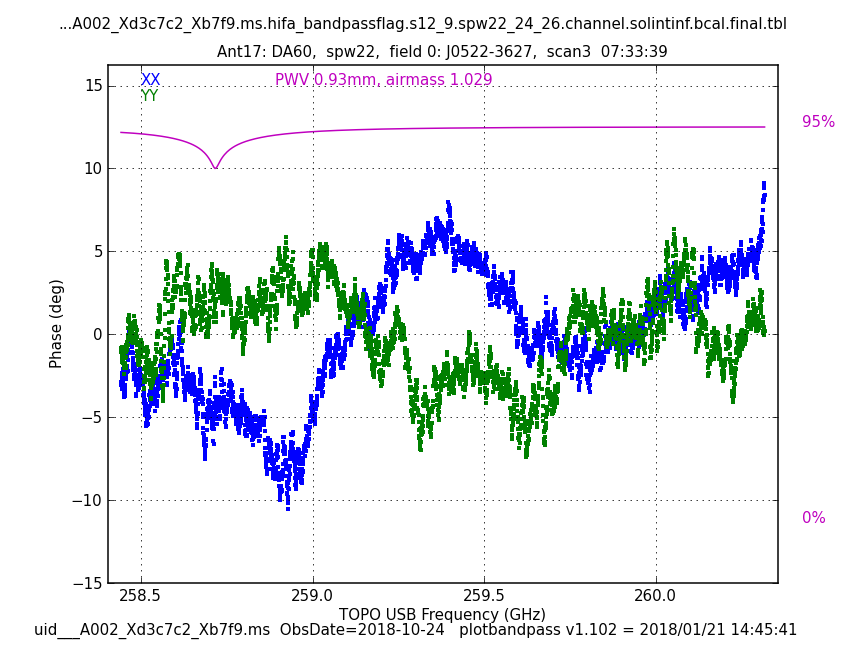 ...A002_Xd3c7c2_Xb7f9.ms.hifa_bandpassflag.s12_9.spw22_24_26.channel.solintinf.bcal.final.tbl
Ant17: DA60,  spw22,  field 0: J0522-3627,  scan3  07:33:39
XX
PWV 0.93mm, airmass 1.029
YY
95%
0%
15
10
5
0
−5
−10
−15
Phase (deg)
258.5
259.0
259.5
260.0
TOPO USB Frequency (GHz)
uid___A002_Xd3c7c2_Xb7f9.ms  ObsDate=2018-10-24   plotbandpass v1.102 = 2018/01/21 14:45:41